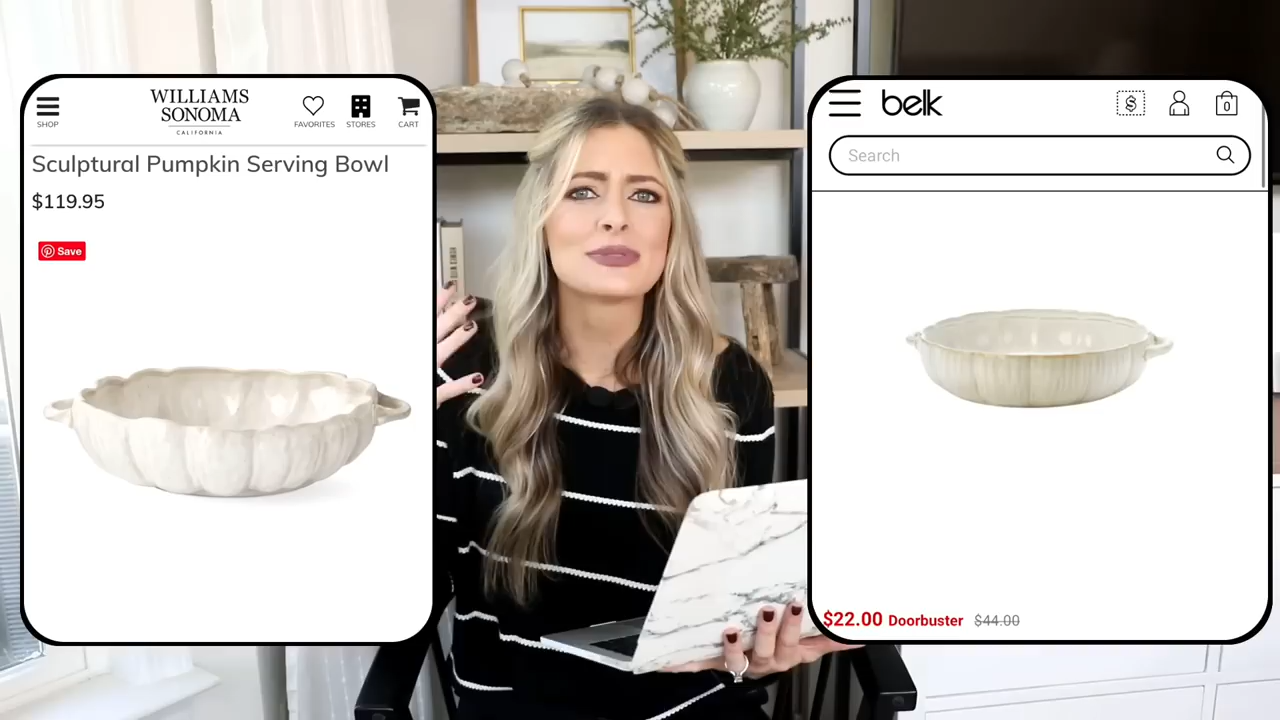 WILLIAMS
SONOMA
CALIFORNIA
SHOP
FAVORITES
STORES
CART
Sculptural Pumpkin Serving Bowl
$119.95
Save
belk
$
0
Search
$22.00 Doorbuster $44.00